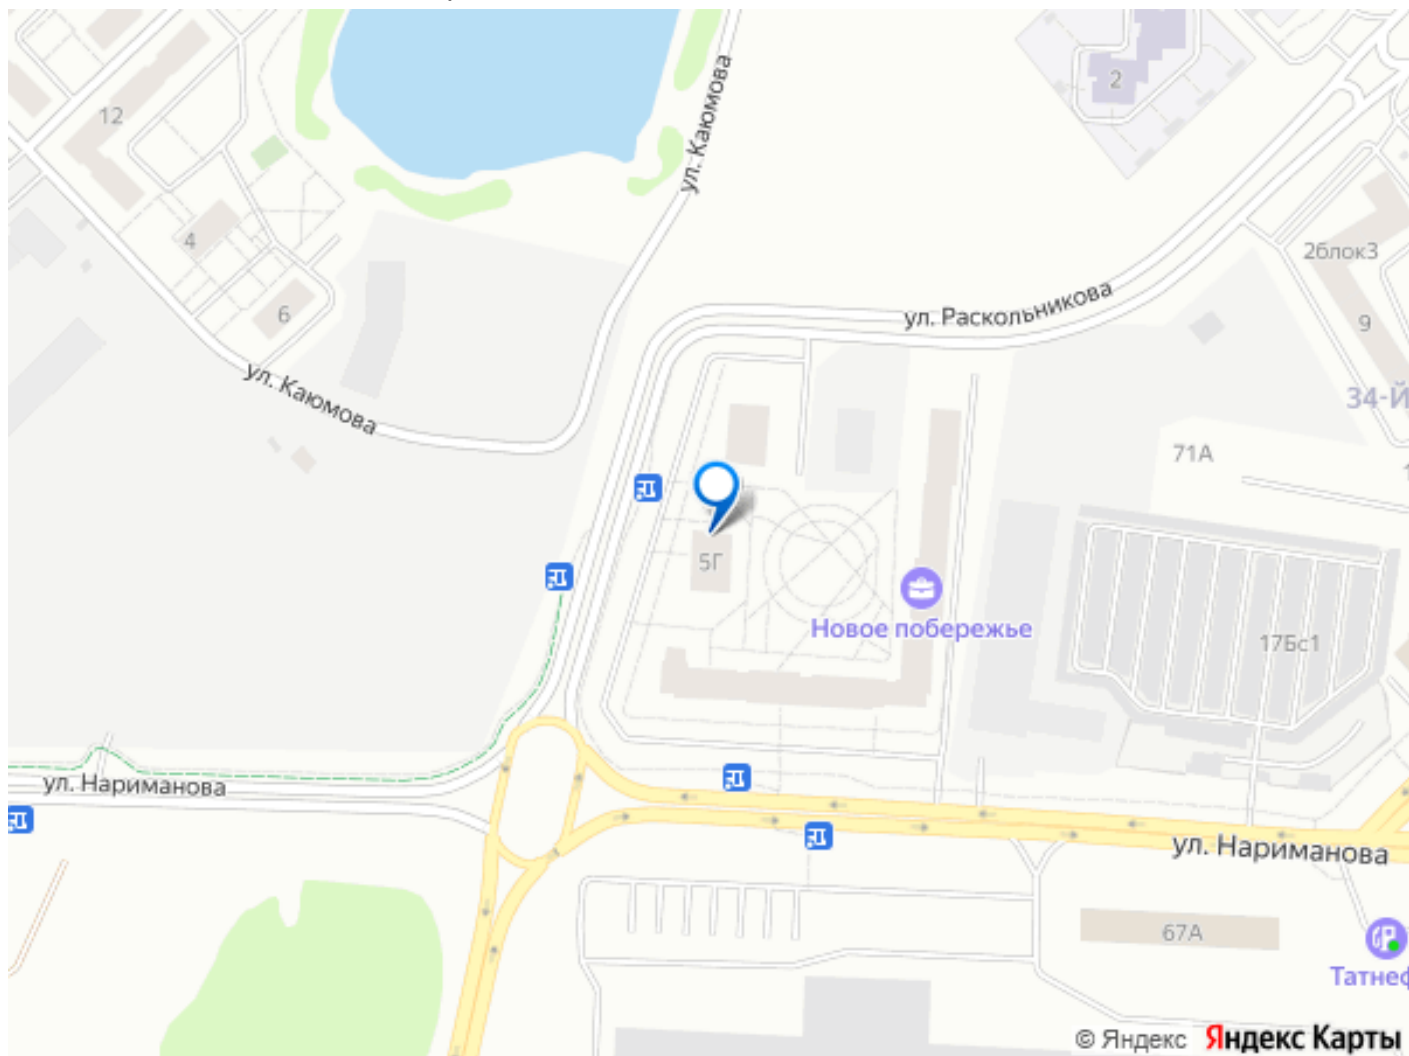 12
ул. Каюмова
2
4
2блок3
6
ул. Раскольникова
9
ул. Каюмова
34-Й
71А
5Г
Новое побережье
17Бс1
ул. Нариманова
ул. Нариманова
67А
Татнеф
© Яндекс Яндекс Карты